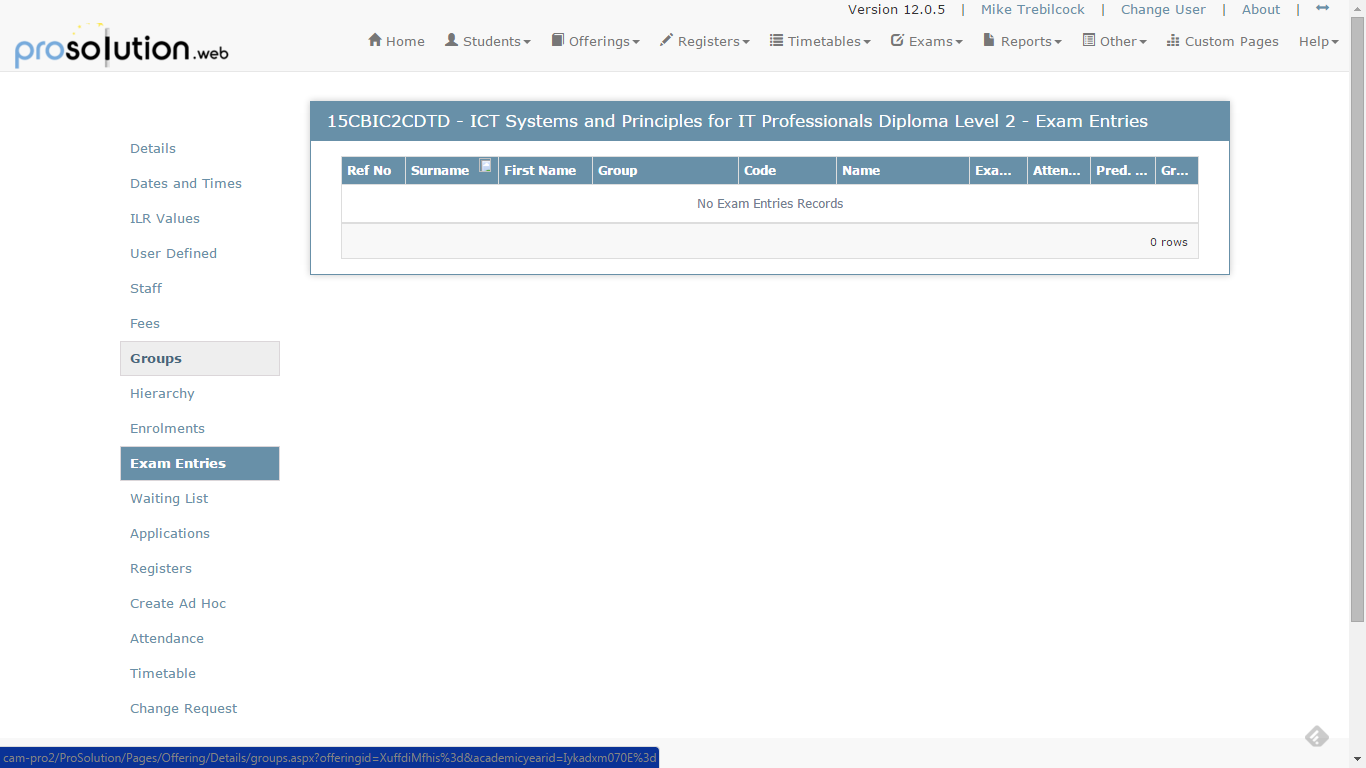 Version 12.0.5 | Mike Trebilcock | Change User | About |
prosolution.web
Home Students Offerings Registers Timetables Exams Reports Other Custom Pages Help
15CBIC2CDTD - ICT Systems and Principles for IT Professionals Diploma Level 2 - Exam Entries
Ref No Surname First Name Group Code Name Exa... Atten... Pred. ... Gr...
No Exam Entries Records
0 rows
Details
Dates and Times
ILR Values
User Defined
Staff
Fees
Groups
Hierarchy
Enrolments
Exam Entries
Waiting List
Applications
Registers
Create Ad Hoc
Attendance
Timetable
Change Request
cam-pro2/ProSolution/Pages/Offering/Details/groups.aspx?offeringid=XuffdiMfhis%3d&academicyearid=Iykadxm070E%3d